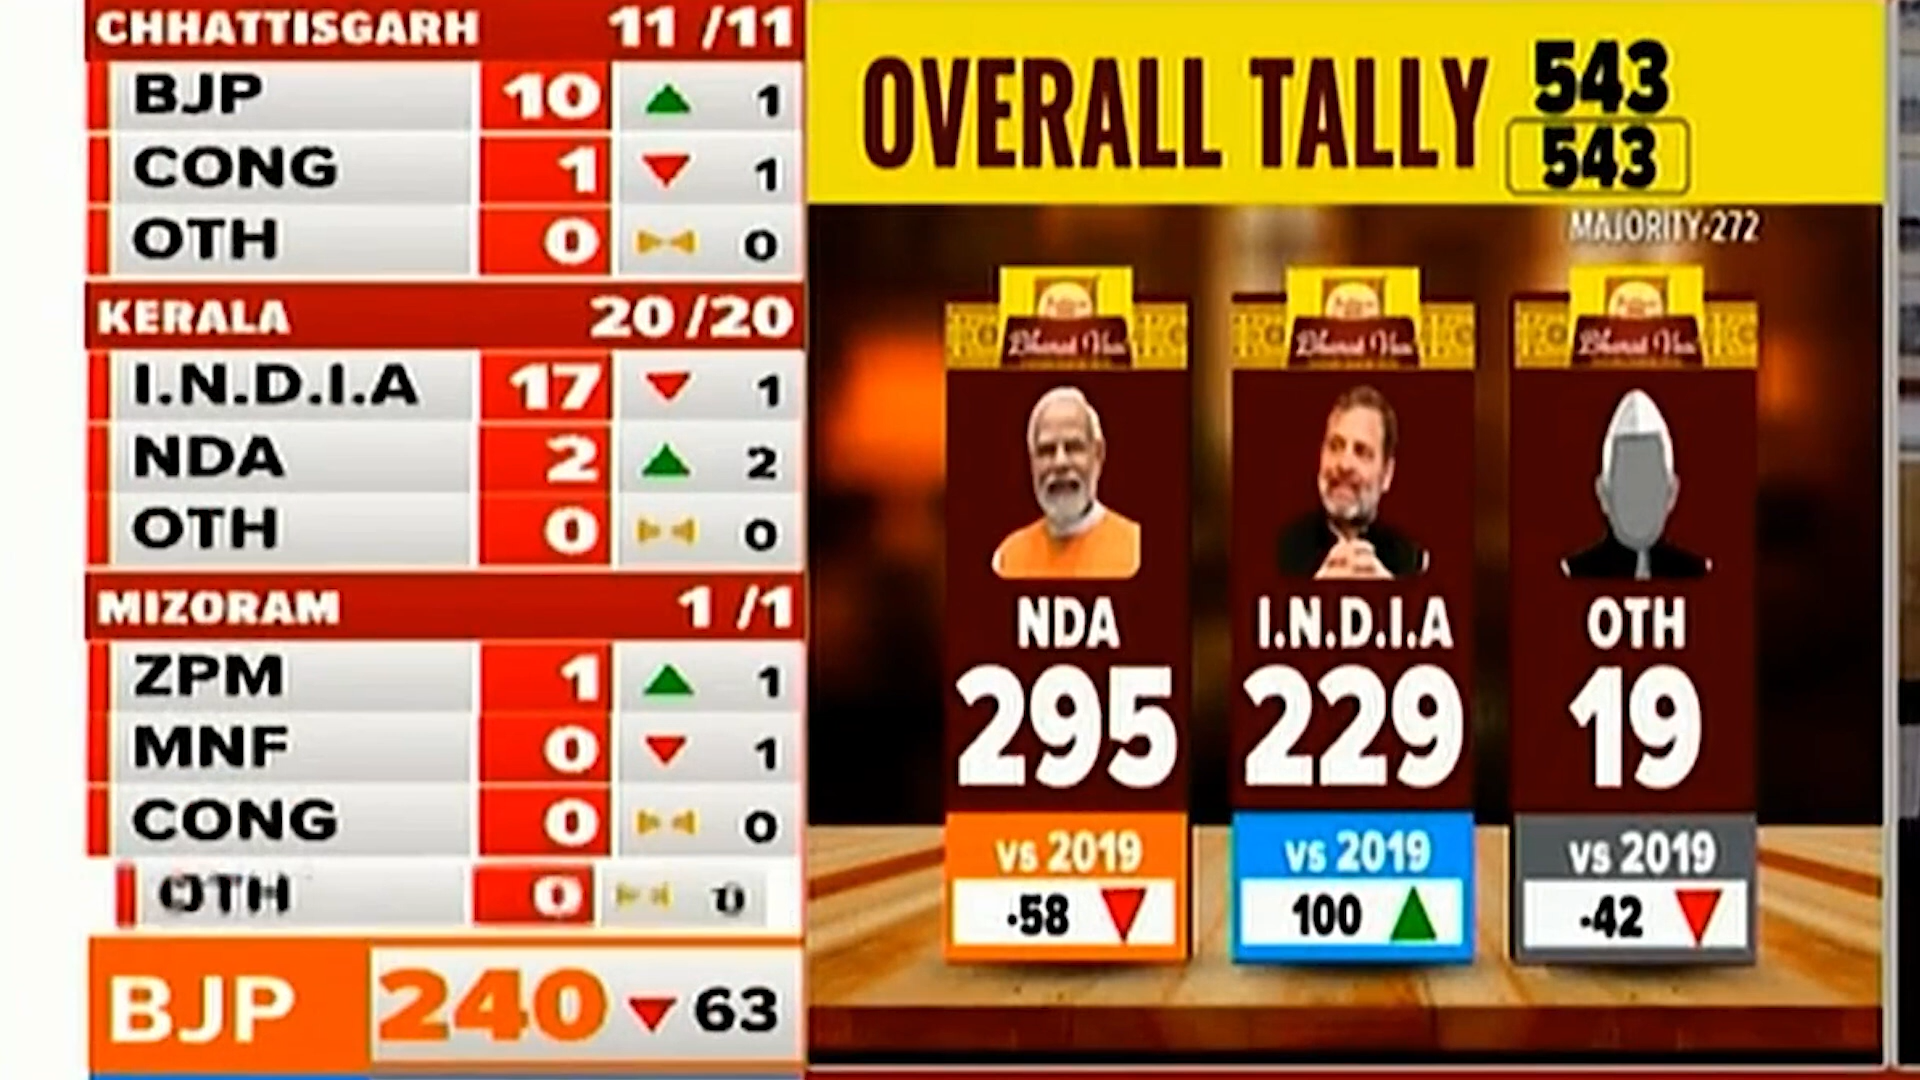 CHHATTISGARH 11 /11
BJP 10 1
CONG 1 1
OTH 0 0
KERALA 20 /20
I.N.D.I.A 17 1
NDA 2 2
OTH 0 0
MIZORAM 1 /1
ZPM 1 1
MNF 0 1
CONG 0 0
OTH 0 0
BJP 240 63
OVERALL TALLY 543
543
MAJORITY-272
NDA I.N.D.I.A OTH
295 229 19
vs 2019 vs 2019 vs 2019
-58 100 -42